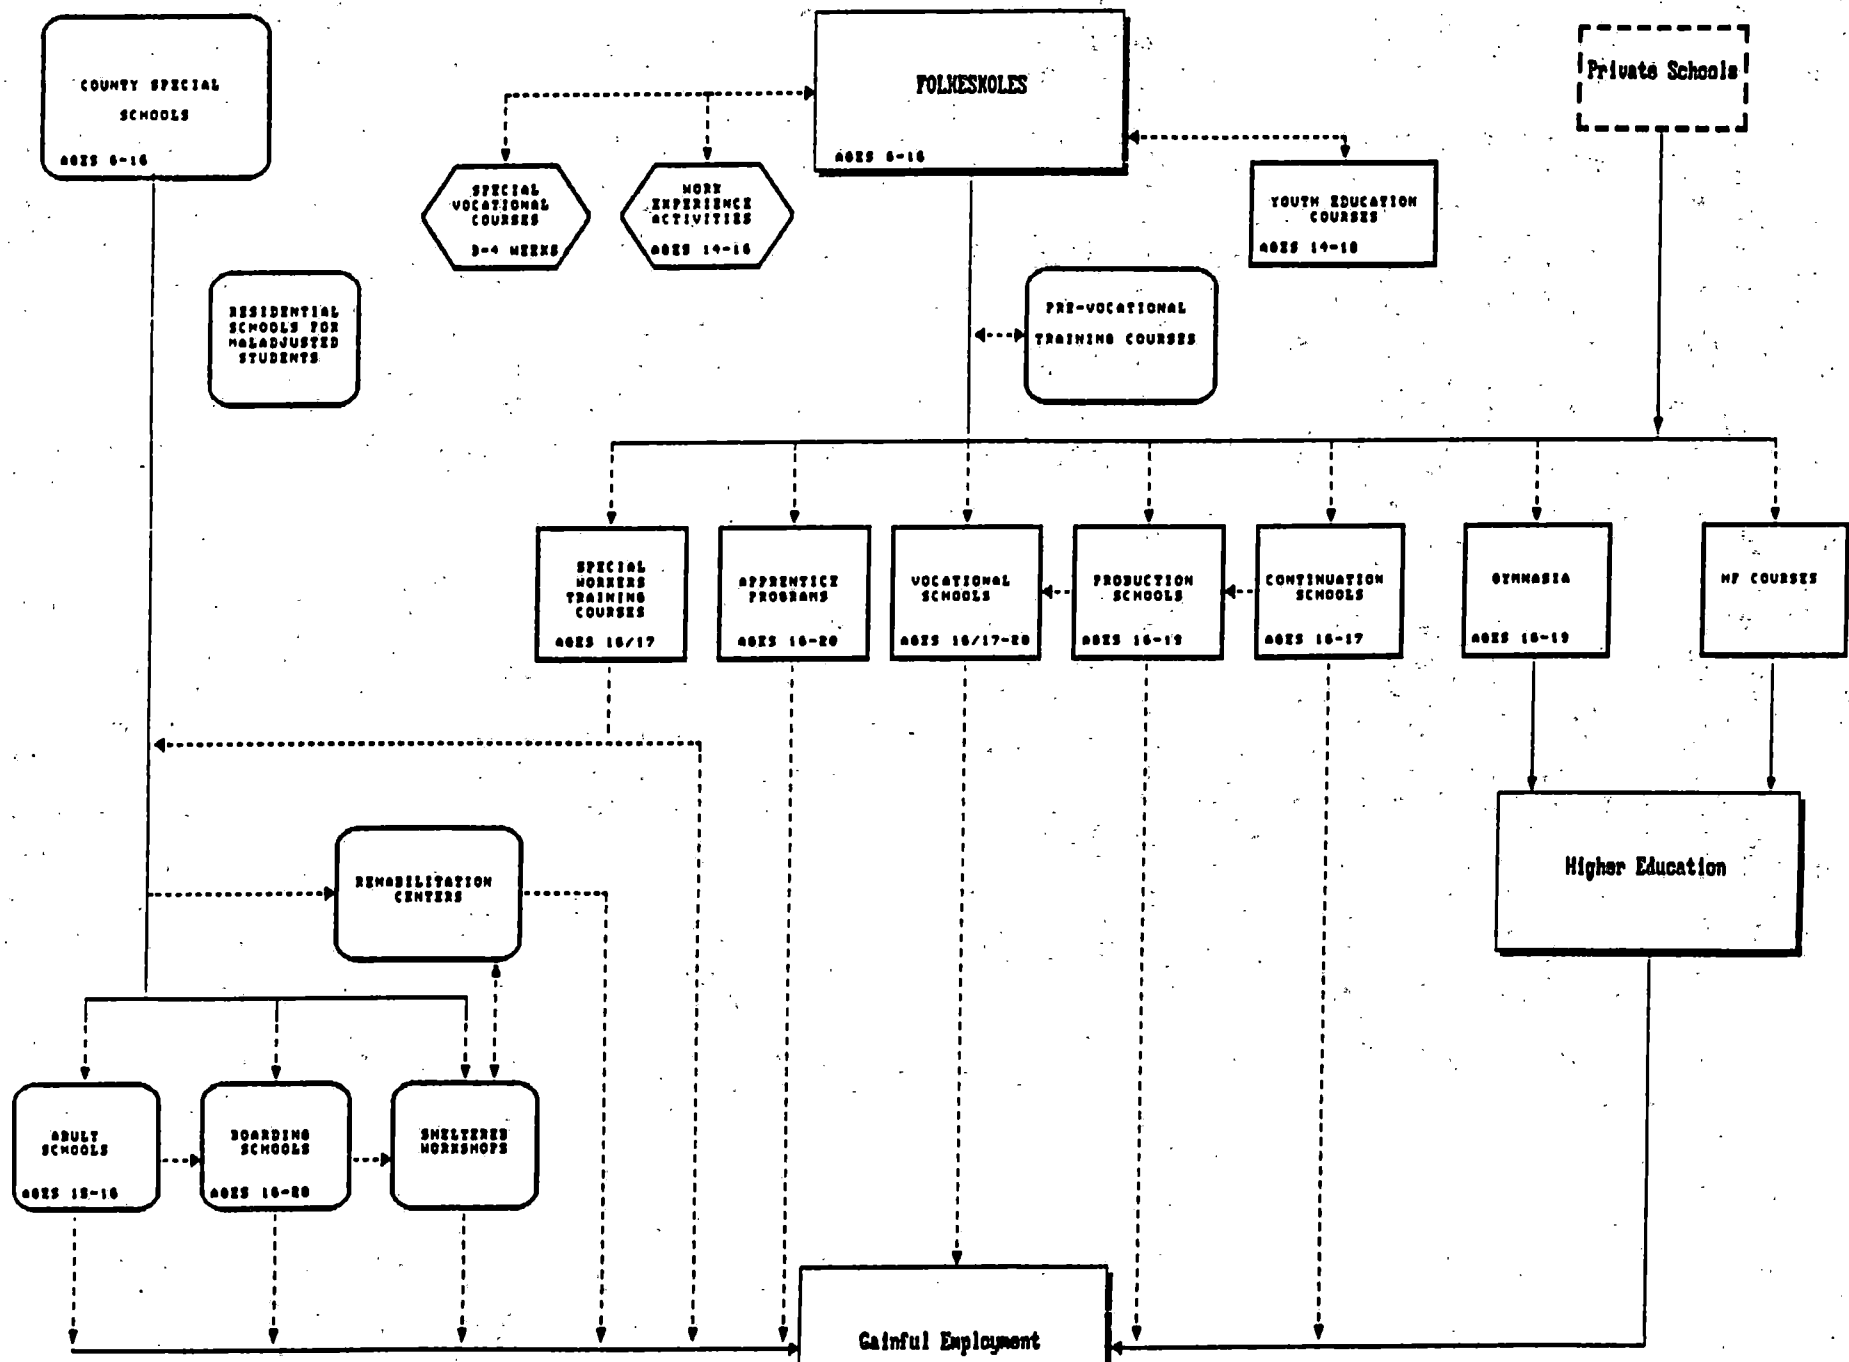 COUNTY SPECIAL
SCHOOLS
AGES 6-16
FOLKESKOLES
AGES 6-16
Private Schools
SPECIAL
VOCATIONAL
COURSES
3-4 WEEKS
WORK
EXPERIENCE
ACTIVITIES
AGES 14-16
YOUTH EDUCATION
COURSES
AGES 14-18
RESIDENTIAL
SCHOOLS FOR
MALADJUSTED
STUDENTS
PRE-VOCATIONAL
TRAINING COURSES
SPECIAL
WORKERS
TRAINING
COURSES
AGES 16/17
APPRENTICE
PROGRAMS
AGES 16-20
VOCATIONAL
SCHOOLS
AGES 16/17-20
PRODUCTION
SCHOOLS
AGES 16-19
CONTINUATION
SCHOOLS
AGES 16-17
GYMNASIA
AGES 16-19
HF COURSES
REHABILITATION
CENTERS
Higher Education
ADULT
SCHOOLS
AGES 15-16
BOARDING
SCHOOLS
AGES 16-20
SHELTERED
WORKSHOPS
Gainful Employment